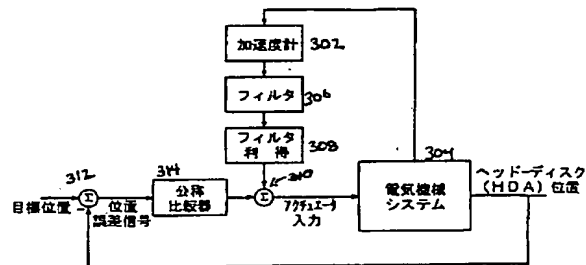 加速度計
302
フィルタ
306
フィルタ
利得
308
310
312
314
304
目標位置
Σ
位置
誤差信号
公称
比較器
Σ
アクチュエータ
入力
電気機械
システム
ヘッドーディスク
(HDA) 位置